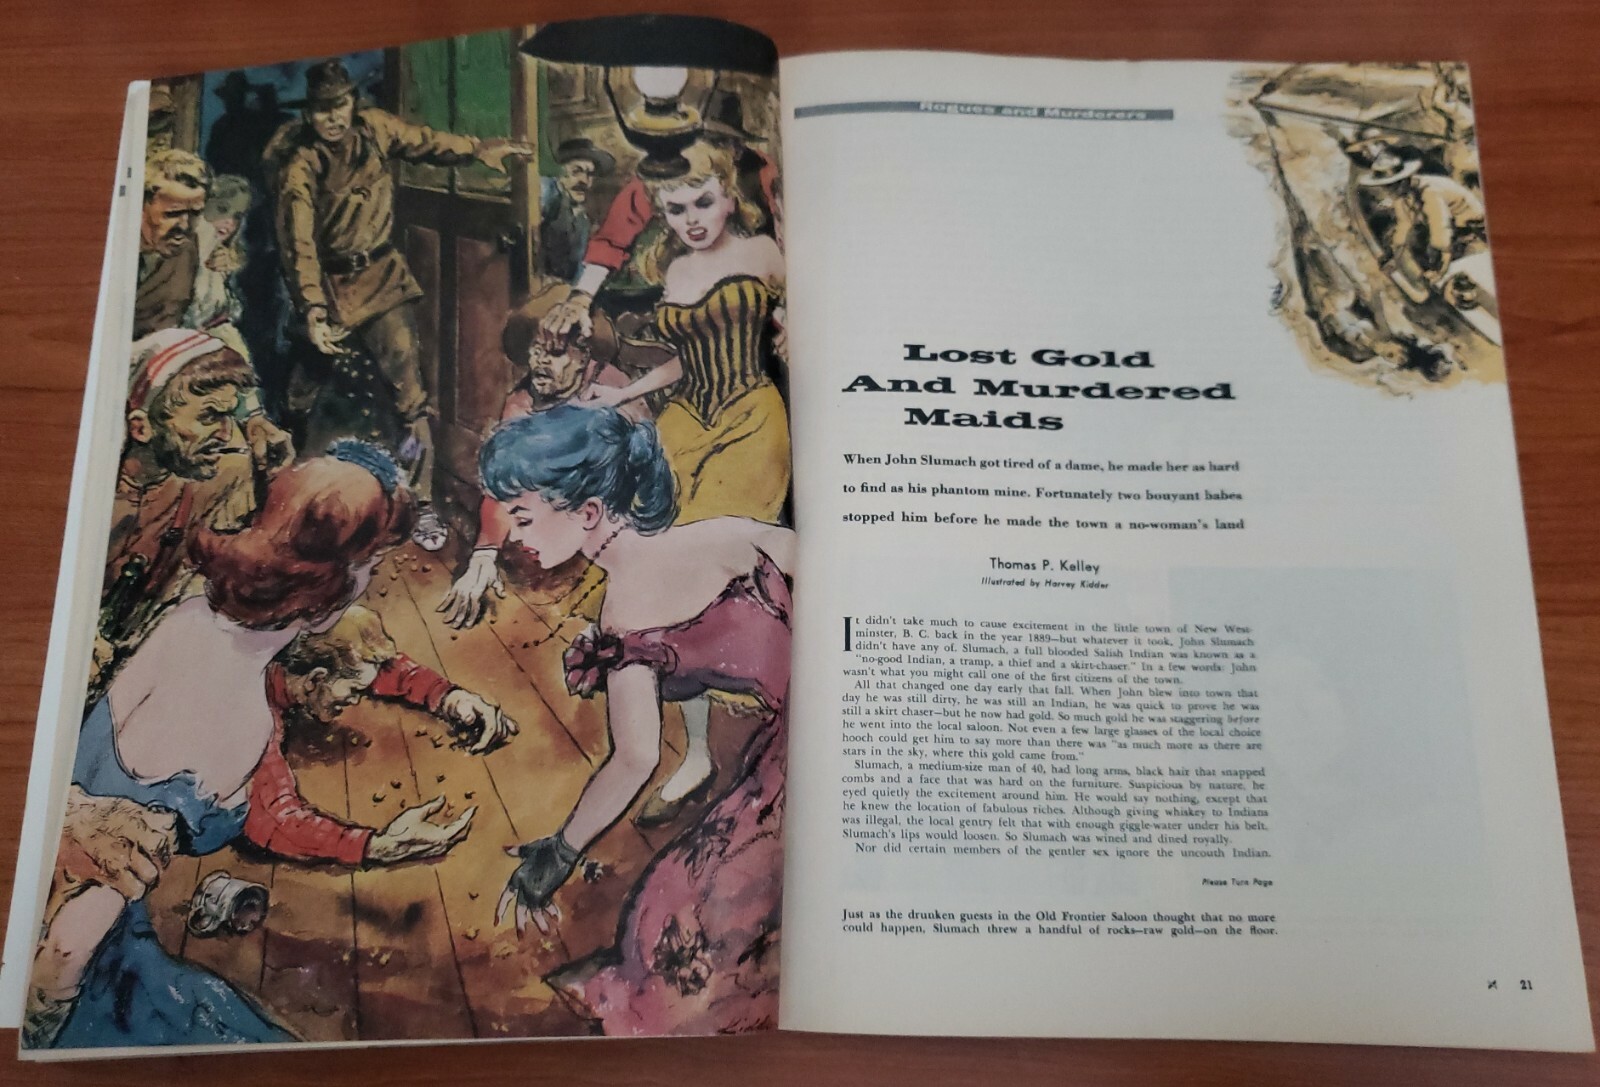 Rogues and Murderers
Lost Gold
And Murdered
Maids
When John Slumach got tired of a dame, he made her as hard
to find as his phantom mine. Fortunately two bouyant babes
stopped him before he made the town a no-woman's land
Thomas P. Kelley
Illustrated by Harvey Kidder
It didn't take much to cause excitement in the little town of New West-
minster, B. C. back in the year 1889—but whatever it took, John Slumach
didn't have any of. Slumach, a full blooded Salish Indian was known as a
"no-good Indian, a tramp, a thief and a skirt-chaser." In a few words: John
wasn't what you might call one of the first citizens of the town.
All that changed one day early that fall. When John blew into town that
day he was still dirty, he was still an Indian, he was quick to prove he was
still a skirt chaser—but he now had gold. So much gold he was staggering before
he went into the local saloon. Not even a few large glasses of the local choice
hooch could get him to say more than there was "as much more as there are
stars in the sky, where this gold came from."
Slumach, a medium-size man of 40, had long arms, black hair that snapped
combs and a face that was hard on the furniture. Suspicious by nature, he
eyed quietly the excitement around him. He would say nothing, except that
he knew the location of fabulous riches. Although giving whiskey to Indians
was illegal, the local gentry felt that with enough giggle-water under his belt,
Slumach's lips would loosen. So Slumach was wined and dined royally.
Nor did certain members of the gentler sex ignore the uncouth Indian.
Please Turn Page
Just as the drunken guests in the Old Frontier Saloon thought that no more
could happen, Slumach threw a handful of rocks—raw gold—on the floor.
21